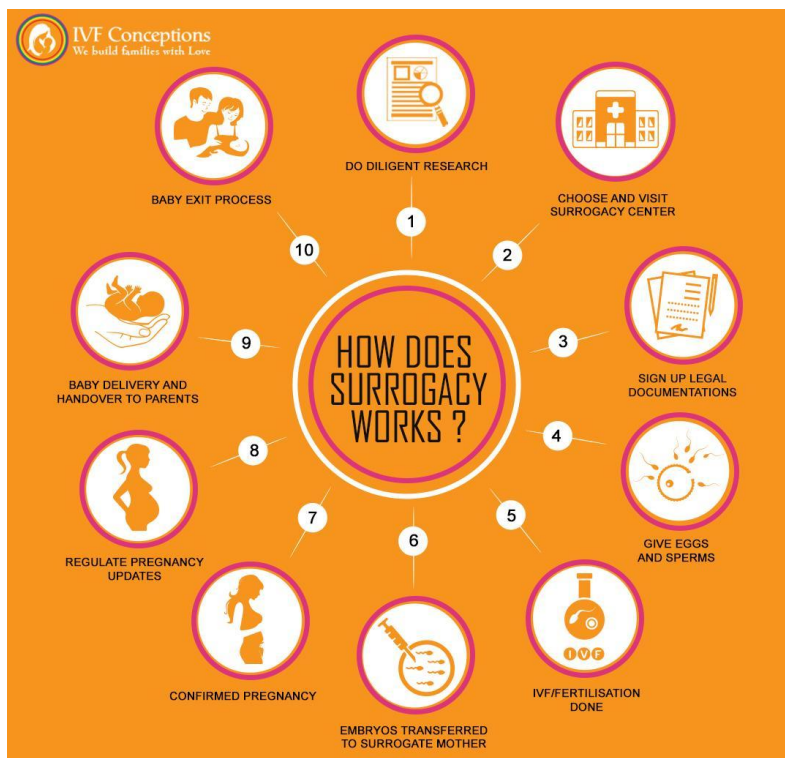 IVF Conceptions
We build families with Love
HOW DOES
SURROGACY
WORKS ?
1
DO DILIGENT RESEARCH
2
CHOOSE AND VISIT
SURROGACY CENTER
3
SIGN UP LEGAL
DOCUMENTATIONS
4
GIVE EGGS
AND SPERMS
5
IVF
IVF/FERTILISATION
DONE
6
EMBRYOS TRANSFERRED
TO SURROGATE MOTHER
7
CONFIRMED PREGNANCY
8
REGULATE PREGNANCY
UPDATES
9
BABY DELIVERY AND
HANDOVER TO PARENTS
10
BABY EXIT PROCESS